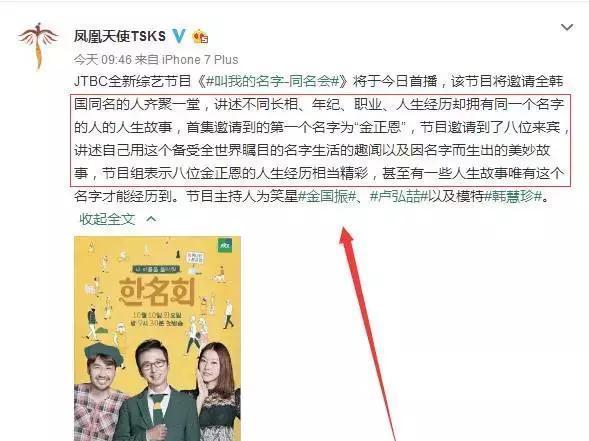 凤凰天使TSKS
今天 09:46 来自 iPhone 7 Plus
JTBC全新综艺节目《#叫我的名字-同名会#》将于今日首播，该节目将邀请全韩
国同名的人齐聚一堂，讲述不同长相、年纪、职业、人生经历却拥有同一个名字
的人的人生故事，首集邀请到的第一个名字为“金正恩”，节目邀请到了八位来宾，
讲述自己用这个备受全世界瞩目的名字生活的趣闻以及因名字而生出的美妙故
事，节目组表示八位金正恩的人生经历相当精彩，甚至有一些人生故事唯有这个
名字才能经历到。节目主持人为笑星#金国振#、#卢弘喆#以及模特#韩慧珍#。
收起全文
JTBC
내 이름을 불러줘
한名회
10月 10일 화요일
밤 9시 30분 첫방송